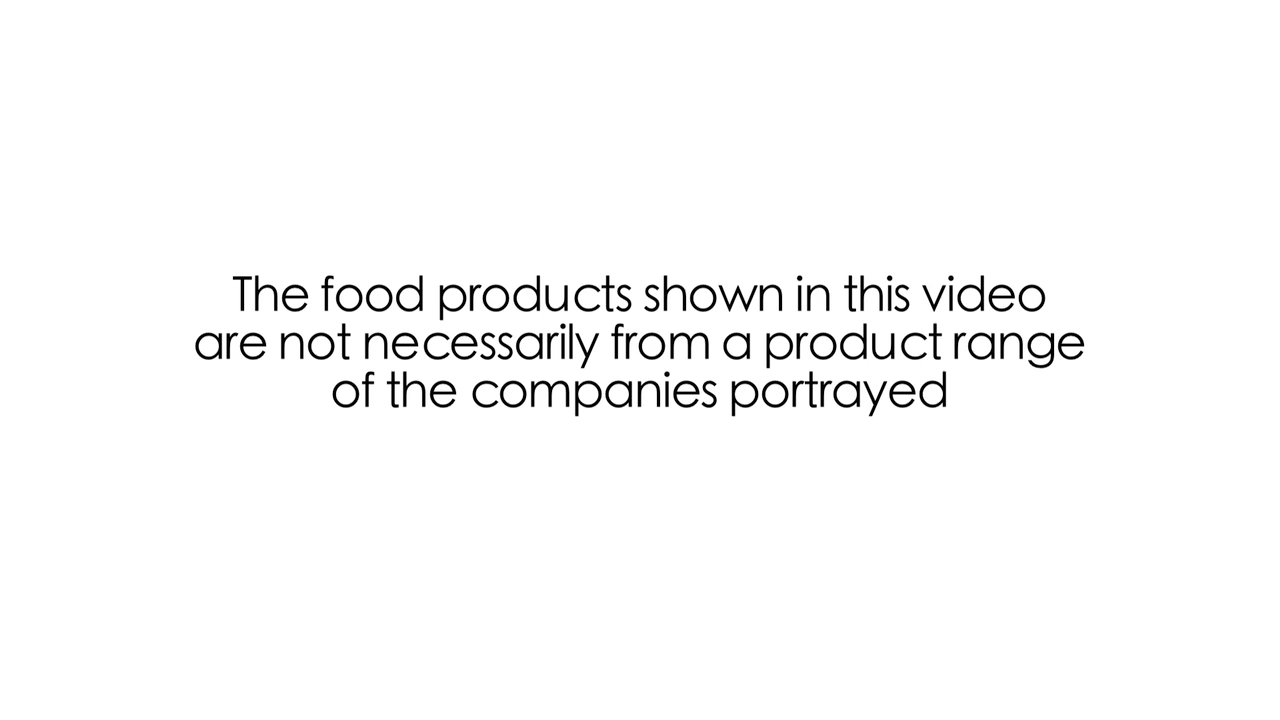 The food products shown in this video
are not necessarily from a product range
of the companies portrayed